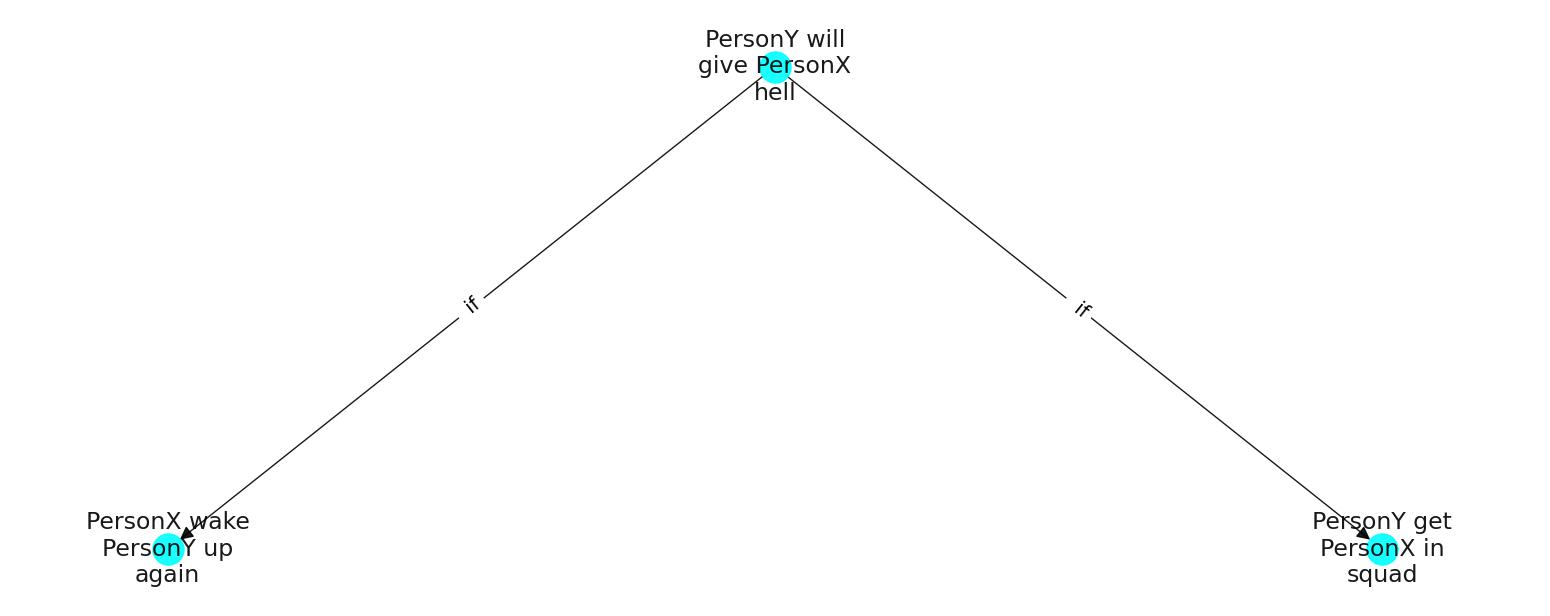 PersonY will
give PersonX
hell
if
if
PersonX wake
PersonY up
again
PersonY get
PersonX in
squad